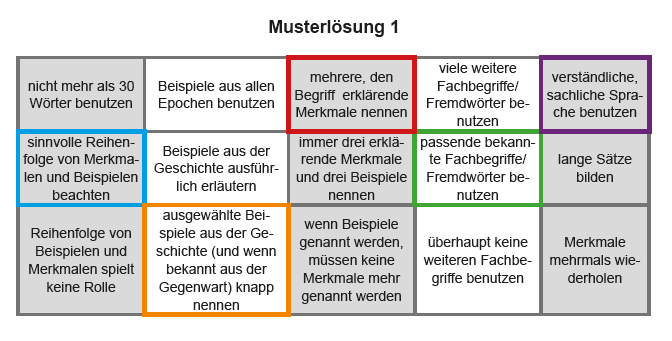 Musterlösung 1
nicht mehr als 30
Wörter benutzen
Beispiele aus allen
Epochen benutzen
mehrere, den
Begriff erklärende
Merkmale nennen
viele weitere
Fachbegriffe/
Fremdwörter be-
nutzen
verständliche,
sachliche Spra-
che benutzen
sinnvolle Reihen-
folge von Merkma-
len und Beispielen
beachten
Beispiele aus der
Geschichte ausführ-
lich erläutern
immer drei erklä-
rende Merkmale
und drei Beispiele
nennen
passende bekann-
te Fachbegriffe/
Fremdwörter be-
nutzen
lange Sätze
bilden
Reihenfolge von
Beispielen und
Merkmalen spielt
keine Rolle
ausgewählte Bei-
spiele aus der Ge-
schichte (und wenn
bekannt aus der
Gegenwart) knapp
nennen
wenn Beispiele
genannt werden,
müssen keine
Merkmale mehr
genannt werden
überhaupt keine
weiteren Fachbe-
griffe benutzen
Merkmale
mehrmals wie-
derholen